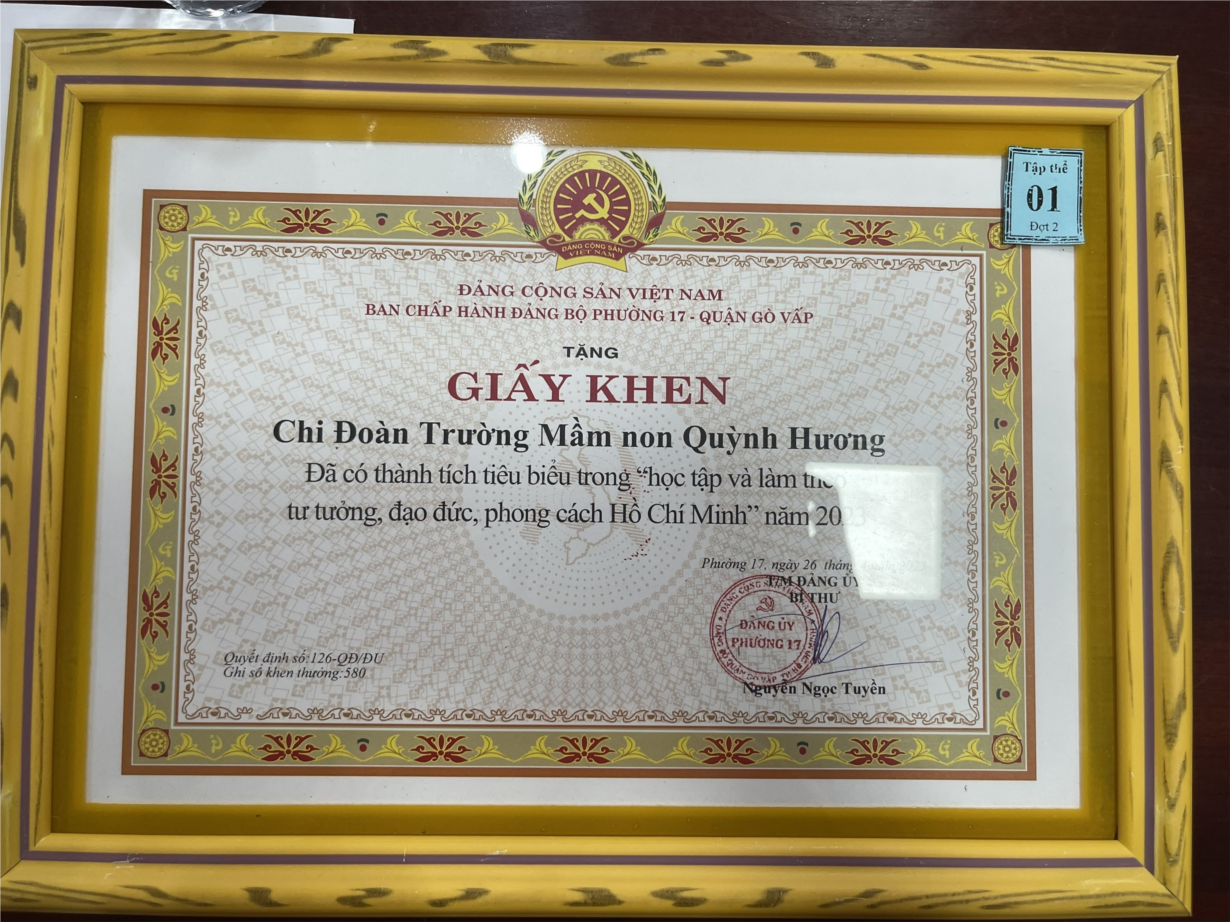 Tập thể
01
Đợt 2
ĐẢNG CỘNG SẢN
VIỆT NAM
ĐẢNG CỘNG SẢN VIỆT NAM
BAN CHẤP HÀNH ĐẢNG BỘ PHƯỜNG 17 - QUẬN GÒ VẤP
TẶNG
GIẤY KHEN
Chi Đoàn Trường Mầm non Quỳnh Hương
Đã có thành tích tiêu biểu trong “học tập và làm theo
tư tưởng, đạo đức, phong cách Hồ Chí Minh” năm 2023
Phường 17, ngày 26 tháng
T/M ĐẢNG ỦY
BÍ THƯ
ĐẢNG ỦY
PHƯỜNG 17
Quyết định số:126-QĐ/ĐU
Ghi sổ khen thưởng:580
Nguyễn Ngọc Tuyền